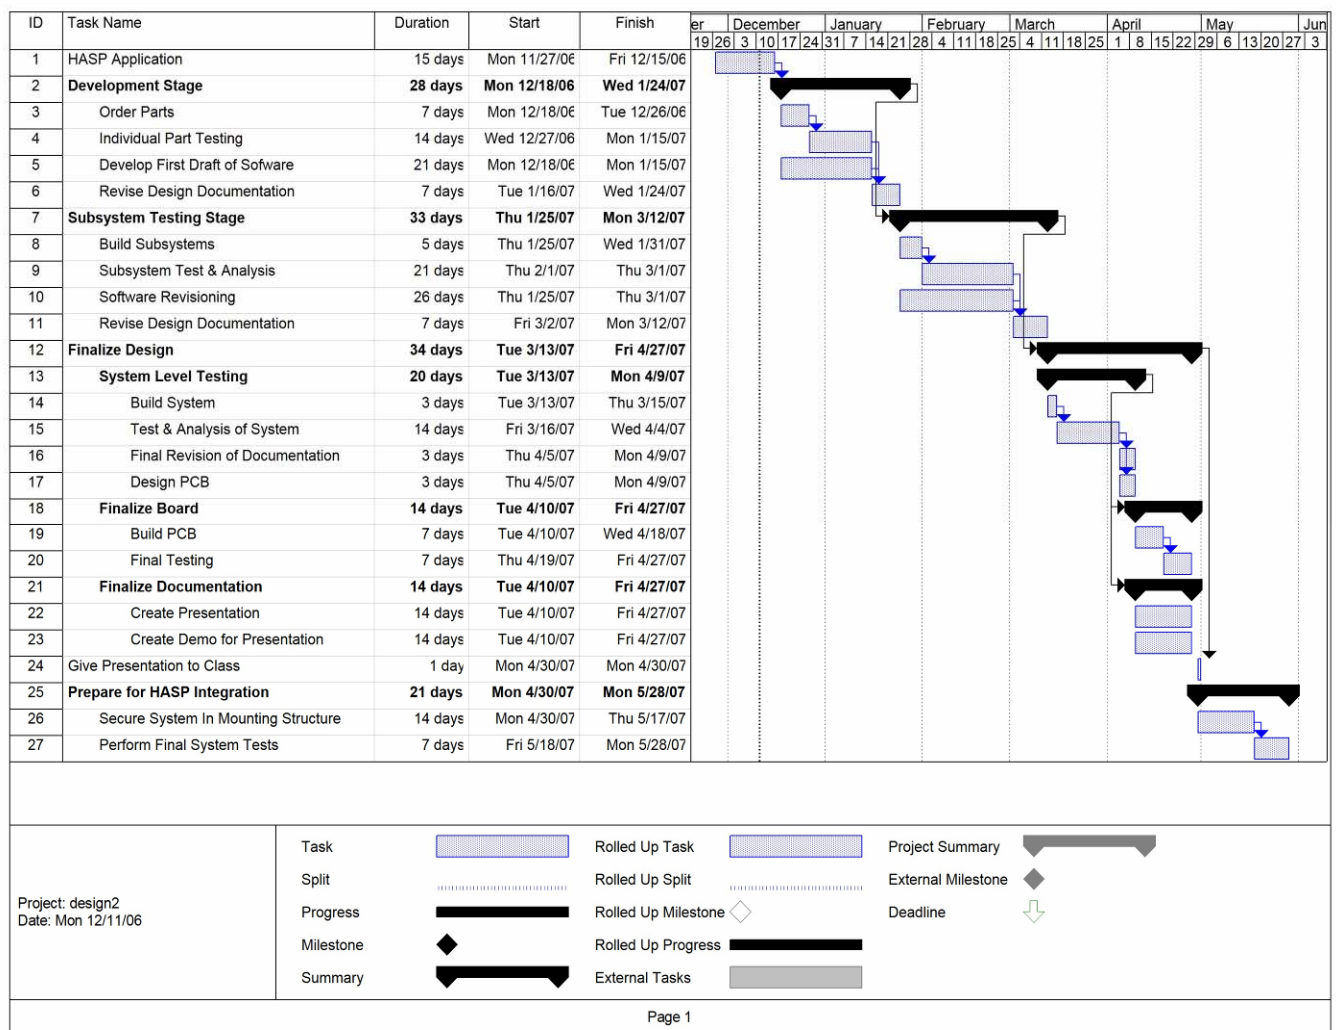 ID Task Name Duration Start Finish er December January February March April May Jun
19 26 3 10 17 24 31 7 14 21 28 4 11 18 25 4 11 18 25 1 8 15 22 29 6 13 20 27 3
1 HASP Application 15 days Mon 11/27/06 Fri 12/15/06
2 Development Stage 28 days Mon 12/18/06 Wed 1/24/07
3 Order Parts 7 days Mon 12/18/06 Tue 12/26/06
4 Individual Part Testing 14 days Wed 12/27/06 Mon 1/15/07
5 Develop First Draft of Sofware 21 days Mon 12/18/06 Mon 1/15/07
6 Revise Design Documentation 7 days Tue 1/16/07 Wed 1/24/07
7 Subsystem Testing Stage 33 days Thu 1/25/07 Mon 3/12/07
8 Build Subsystems 5 days Thu 1/25/07 Wed 1/31/07
9 Subsystem Test & Analysis 21 days Thu 2/1/07 Thu 3/1/07
10 Software Revisioning 26 days Thu 1/25/07 Thu 3/1/07
11 Revise Design Documentation 7 days Fri 3/2/07 Mon 3/12/07
12 Finalize Design 34 days Tue 3/13/07 Fri 4/27/07
13 System Level Testing 20 days Tue 3/13/07 Mon 4/9/07
14 Build System 3 days Tue 3/13/07 Thu 3/15/07
15 Test & Analysis of System 14 days Fri 3/16/07 Wed 4/4/07
16 Final Revision of Documentation 3 days Thu 4/5/07 Mon 4/9/07
17 Design PCB 3 days Thu 4/5/07 Mon 4/9/07
18 Finalize Board 14 days Tue 4/10/07 Fri 4/27/07
19 Build PCB 7 days Tue 4/10/07 Wed 4/18/07
20 Final Testing 7 days Thu 4/19/07 Fri 4/27/07
21 Finalize Documentation 14 days Tue 4/10/07 Fri 4/27/07
22 Create Presentation 14 days Tue 4/10/07 Fri 4/27/07
23 Create Demo for Presentation 14 days Tue 4/10/07 Fri 4/27/07
24 Give Presentation to Class 1 day Mon 4/30/07 Mon 4/30/07
25 Prepare for HASP Integration 21 days Mon 4/30/07 Mon 5/28/07
26 Secure System In Mounting Structure 14 days Mon 4/30/07 Thu 5/17/07
27 Perform Final System Tests 7 days Fri 5/18/07 Mon 5/28/07
Project: design2
Date: Mon 12/11/06
Task Rolled Up Task Project Summary
Split Rolled Up Split External Milestone
Progress Rolled Up Milestone Deadline
Milestone Rolled Up Progress
Summary External Tasks
Page 1